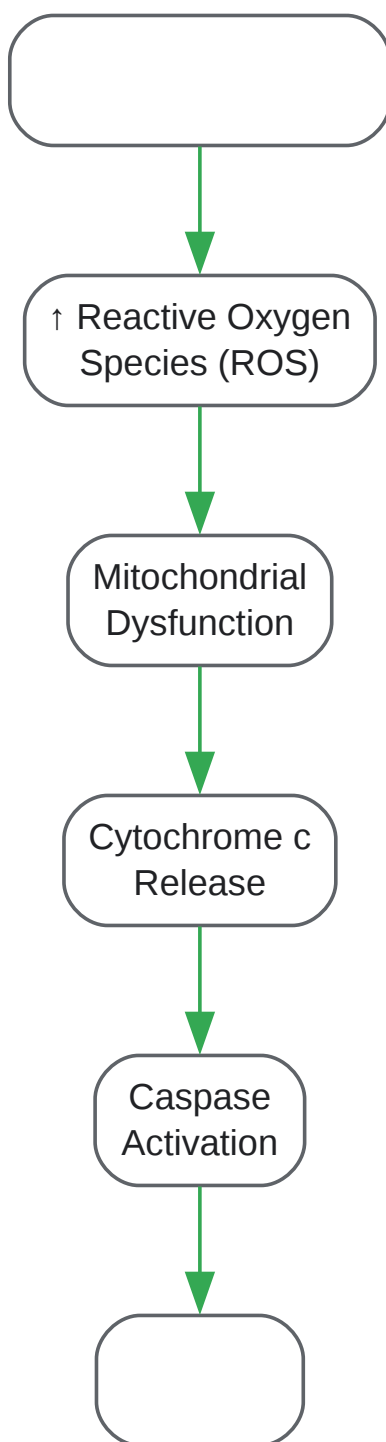 ↑ Reactive Oxygen
Species (ROS)
Mitochondrial
Dysfunction
Cytochrome c
Release
Caspase
Activation